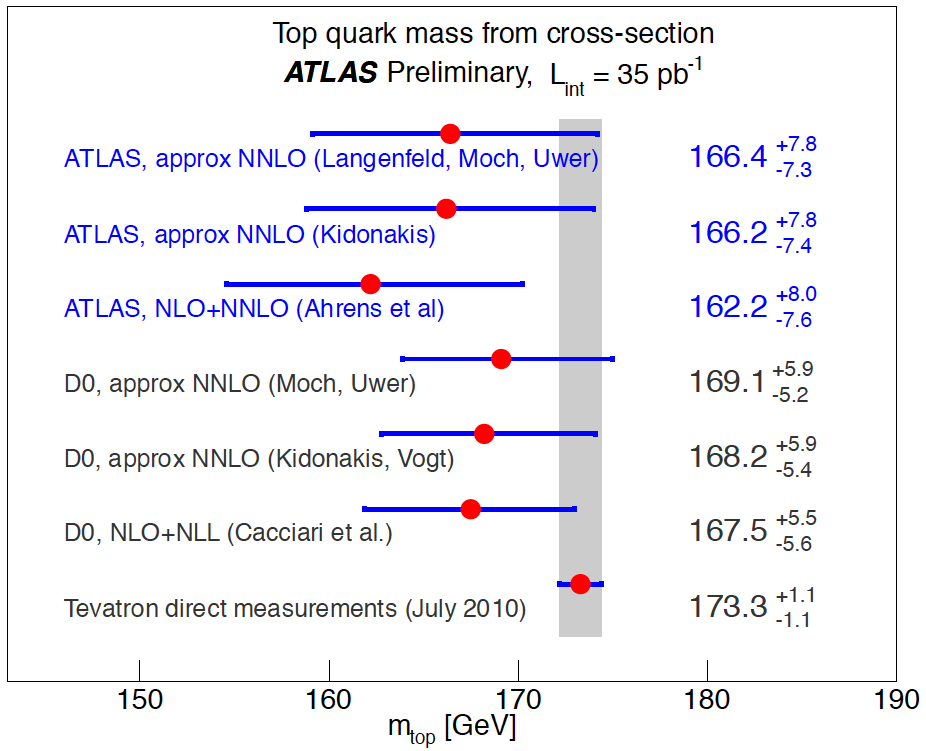 Top quark mass from cross-section
ATLAS Preliminary, L_int = 35 pb^-1
ATLAS, approx NNLO (Langenfeld, Moch, Uwer) 166.4 +7.8 -7.3
ATLAS, approx NNLO (Kidonakis) 166.2 +7.8 -7.4
ATLAS, NLO+NNLO (Ahrens et al) 162.2 +8.0 -7.6
D0, approx NNLO (Moch, Uwer) 169.1 +5.9 -5.2
D0, approx NNLO (Kidonakis, Vogt) 168.2 +5.9 -5.4
D0, NLO+NLL (Cacciari et al.) 167.5 +5.5 -5.6
Tevatron direct measurements (July 2010) 173.3 +1.1 -1.1
150 160 170 180 190
m_top [GeV]